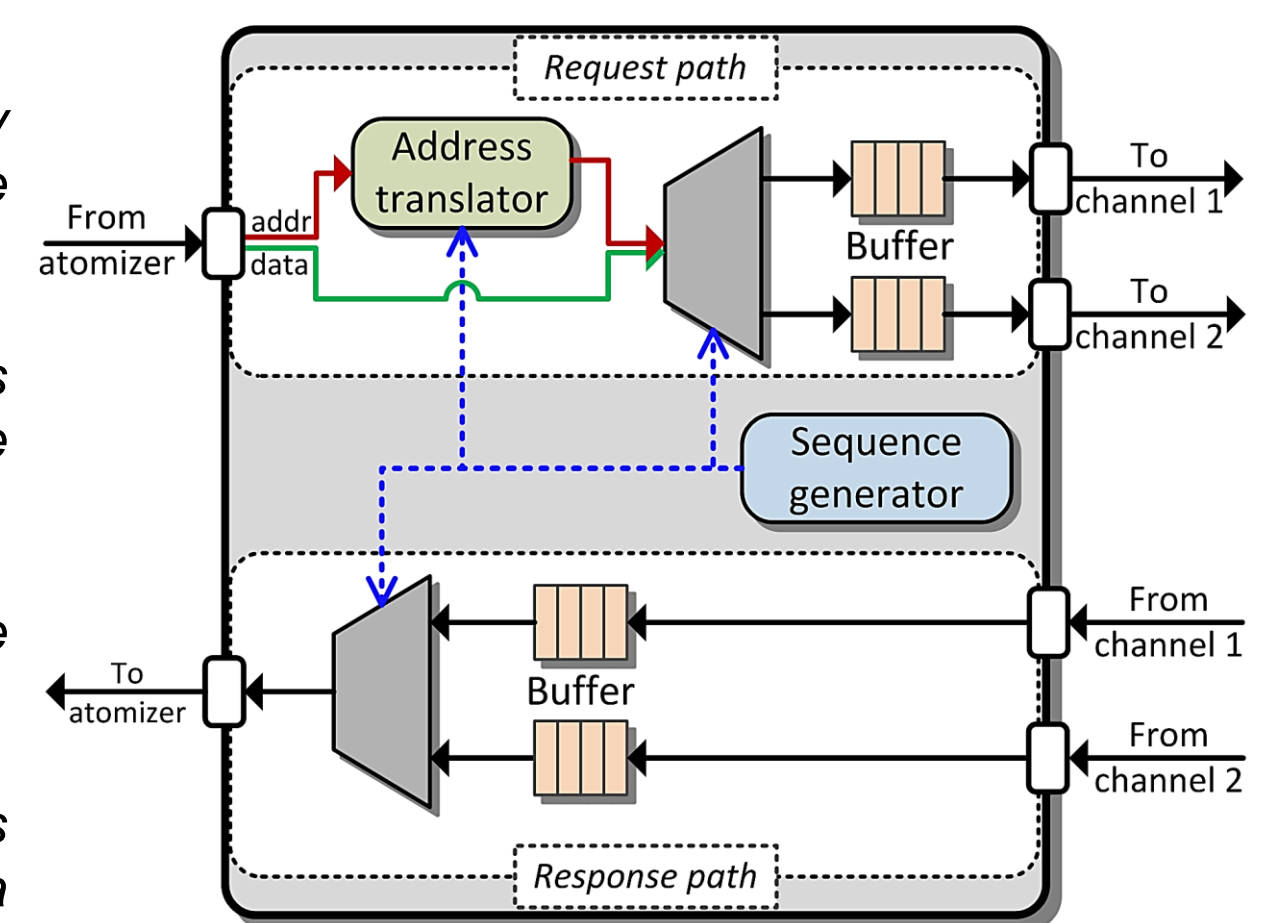 Request path
Address
translator
From
atomizer
addr
data
Buffer
To
channel 1
To
channel 2
Sequence
generator
From
channel 1
To
atomizer
Buffer
From
channel 2
Response path